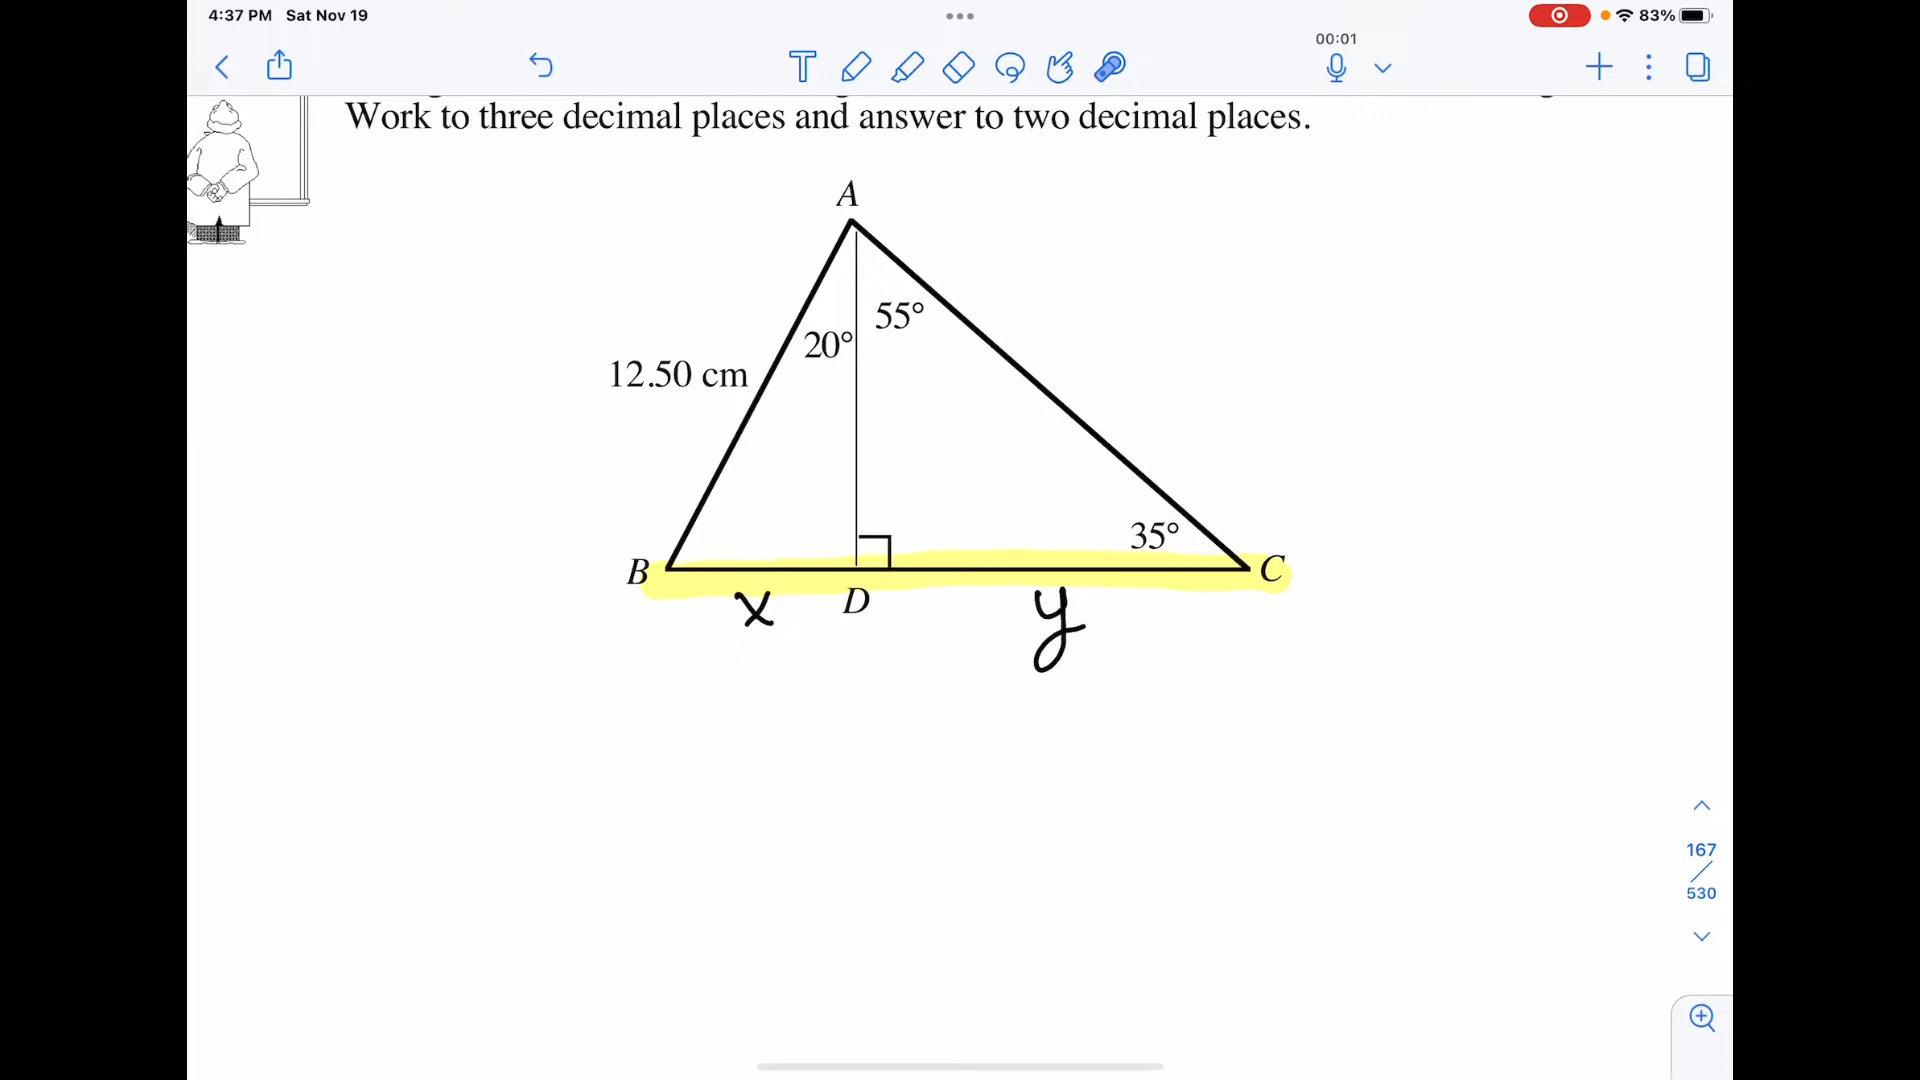 4:37 PM Sat Nov 19
83%
00:01
T
Work to three decimal places and answer to two decimal places.
A
55°
20°
12.50 cm
35°
B
C
D
x
y
167
530